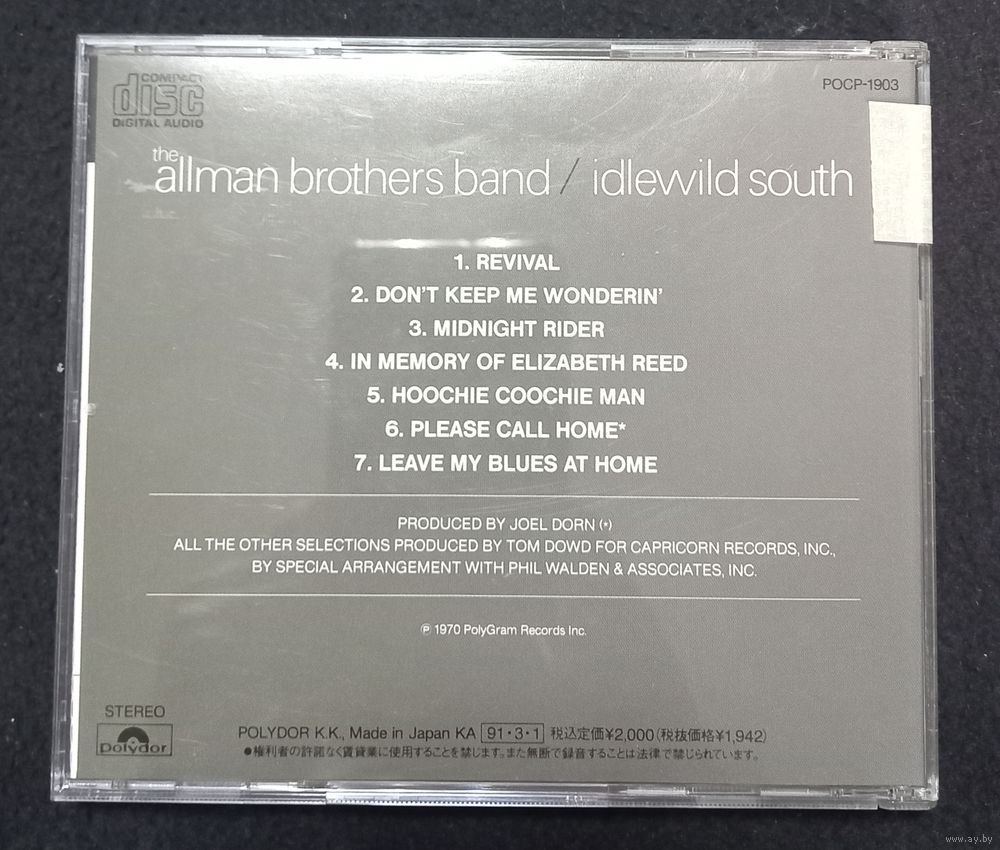 COMPACT
disc
DIGITAL AUDIO
POCP-1903
the
allman brothers band / idlewild south
1. REVIVAL
2. DON'T KEEP ME WONDERIN'
3. MIDNIGHT RIDER
4. IN MEMORY OF ELIZABETH REED
5. HOOCHIE COOCHIE MAN
6. PLEASE CALL HOME*
7. LEAVE MY BLUES AT HOME
PRODUCED BY JOEL DORN (*)
ALL THE OTHER SELECTIONS PRODUCED BY TOM DOWD FOR CAPRICORN RECORDS, INC.,
BY SPECIAL ARRANGEMENT WITH PHIL WALDEN & ASSOCIATES, INC.
Ⓟ 1970 PolyGram Records Inc.
STEREO
Polydor
POLYDOR K.K., Made in Japan KA 91・3・1 税込定価¥2,000(税抜価格¥1,942)
●権利者の許諾なく賃貸業に使用することを禁じます。また無断で録音することは法律で禁じられています。
www.ay.by